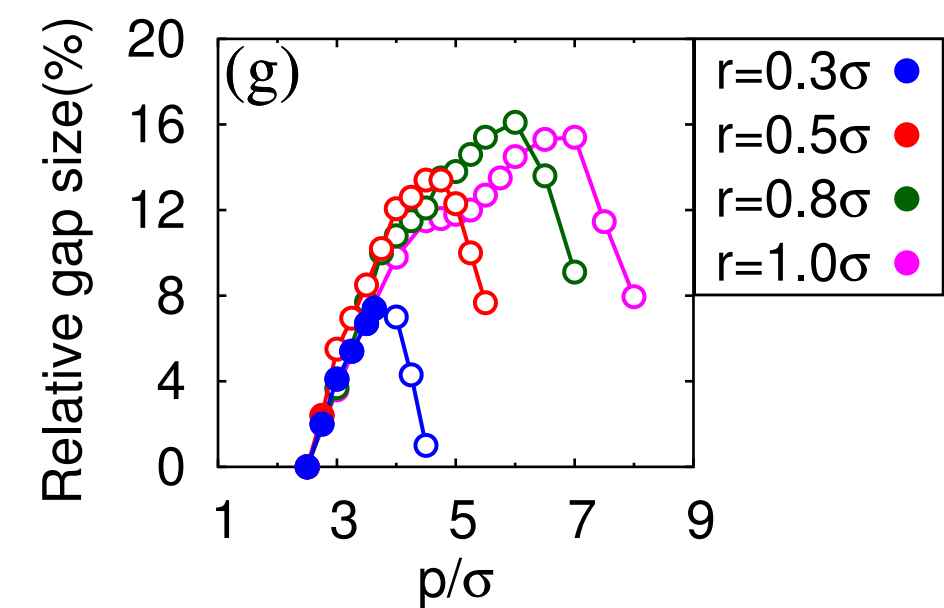 Relative gap size(%)
20
16
12
8
4
0
(g)
1
3
5
7
9
p/σ
r=0.3σ
r=0.5σ
r=0.8σ
r=1.0σ